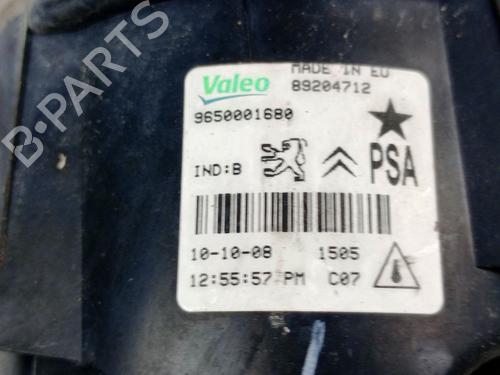 B-PARTS
Valeo
MADE IN EU
89204712
9650001680
IND:B
PSA
10-10-08 1505
12:55:57 PM C07